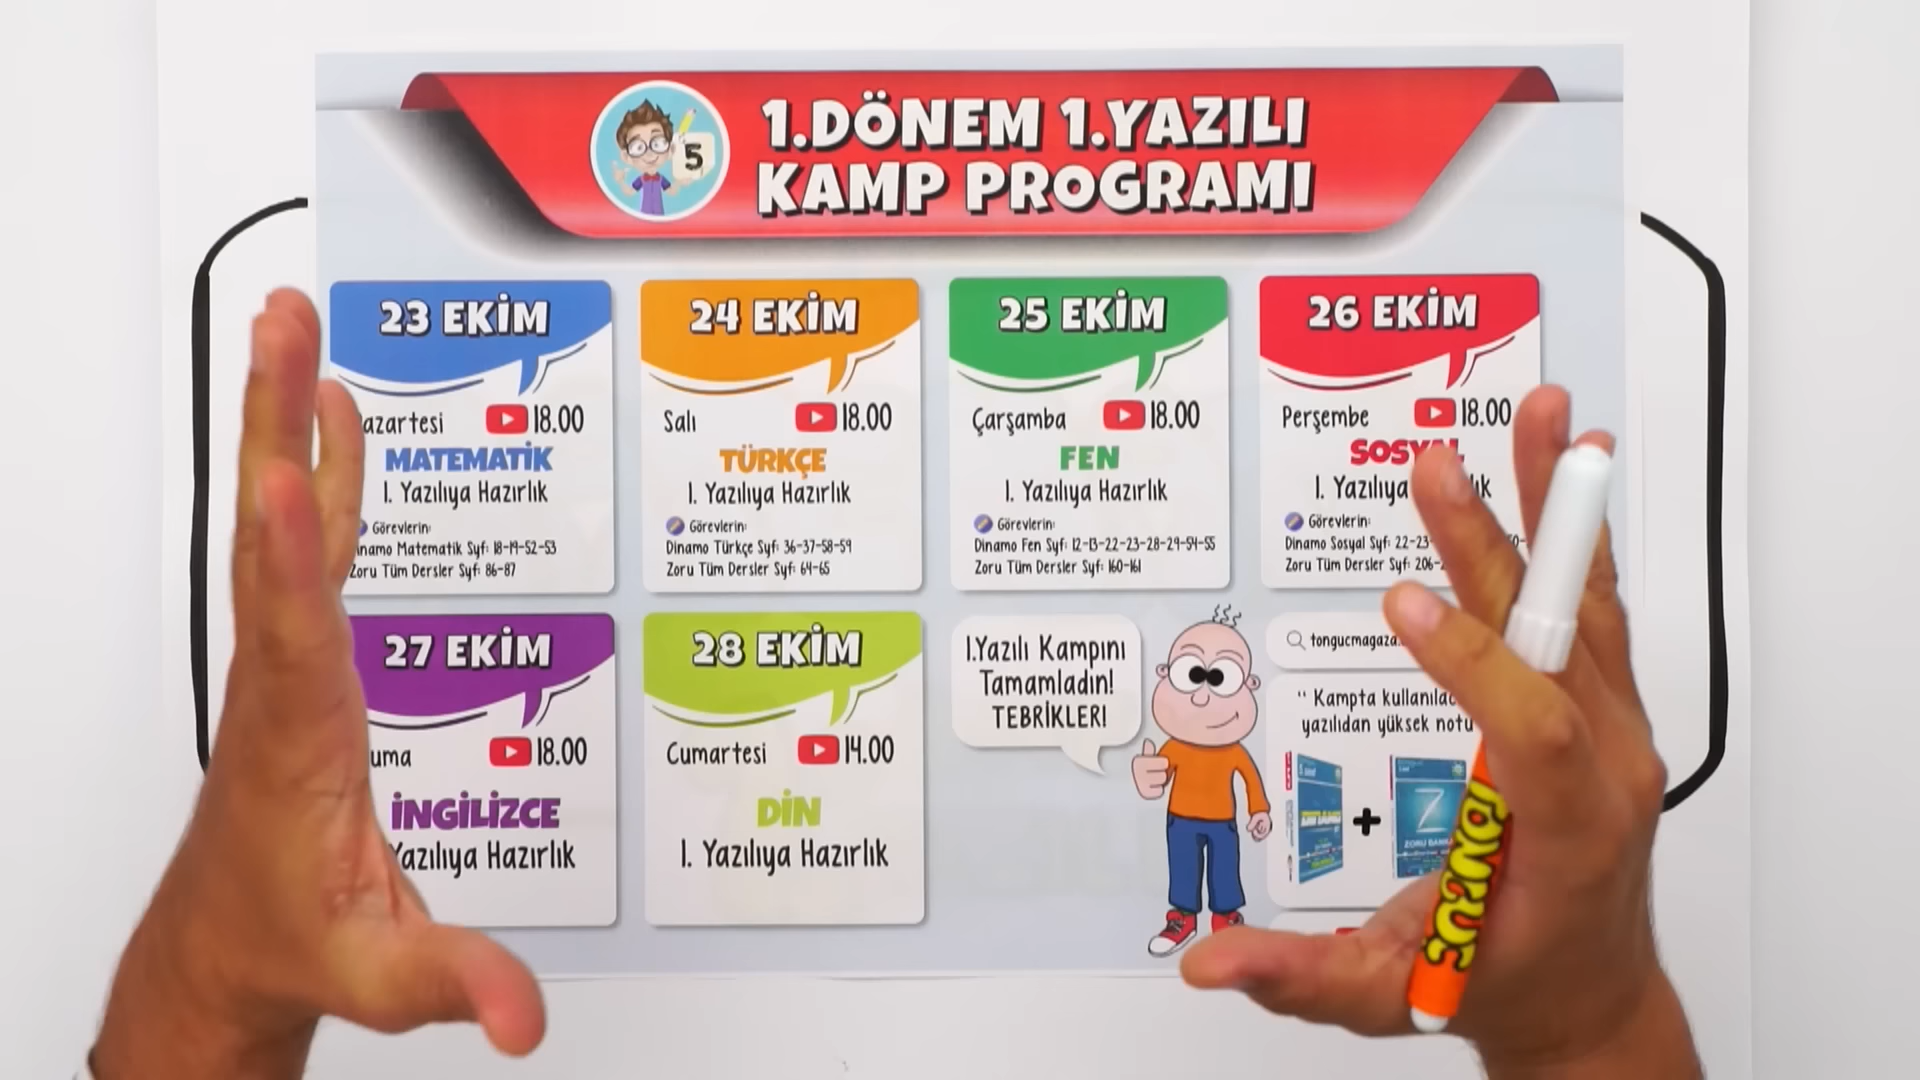 5
1.DÖNEM 1.YAZILI
KAMP PROGRAMI
23 EKİM
azartesi 18.00
MATEMATİK
1. Yazılıya Hazırlık
Görevlerin:
namo Matematik Syf: 18-19-52-53
Zoru Tüm Dersler Syf: 86-87
24 EKİM
Salı 18.00
TÜRKÇE
1. Yazılıya Hazırlık
Görevlerin:
Dinamo Türkçe Syf: 36-37-58-59
Zoru Tüm Dersler Syf: 64-65
25 EKİM
Çarşamba 18.00
FEN
1. Yazılıya Hazırlık
Görevlerin:
Dinamo Fen Syf: 12-13-22-23-28-29-54-55
Zoru Tüm Dersler Syf: 160-161
26 EKİM
Perşembe 18.00
SOSYAL
1. Yazılıya
Görevlerin:
Dinamo Sosyal Syf: 22-23-
Zoru Tüm Dersler Syf: 206-
27 EKİM
uma 18.00
İNGİLİZCE
Yazılıya Hazırlık
28 EKİM
Cumartesi 14.00
DİN
1. Yazılıya Hazırlık
1.Yazılı Kampını
Tamamladın!
TEBRİKLER!
tongucmagaza
" Kampta kullanılac
yazılıdan yüksek notu
+
Z
ZORU BANK
TONGUÇ